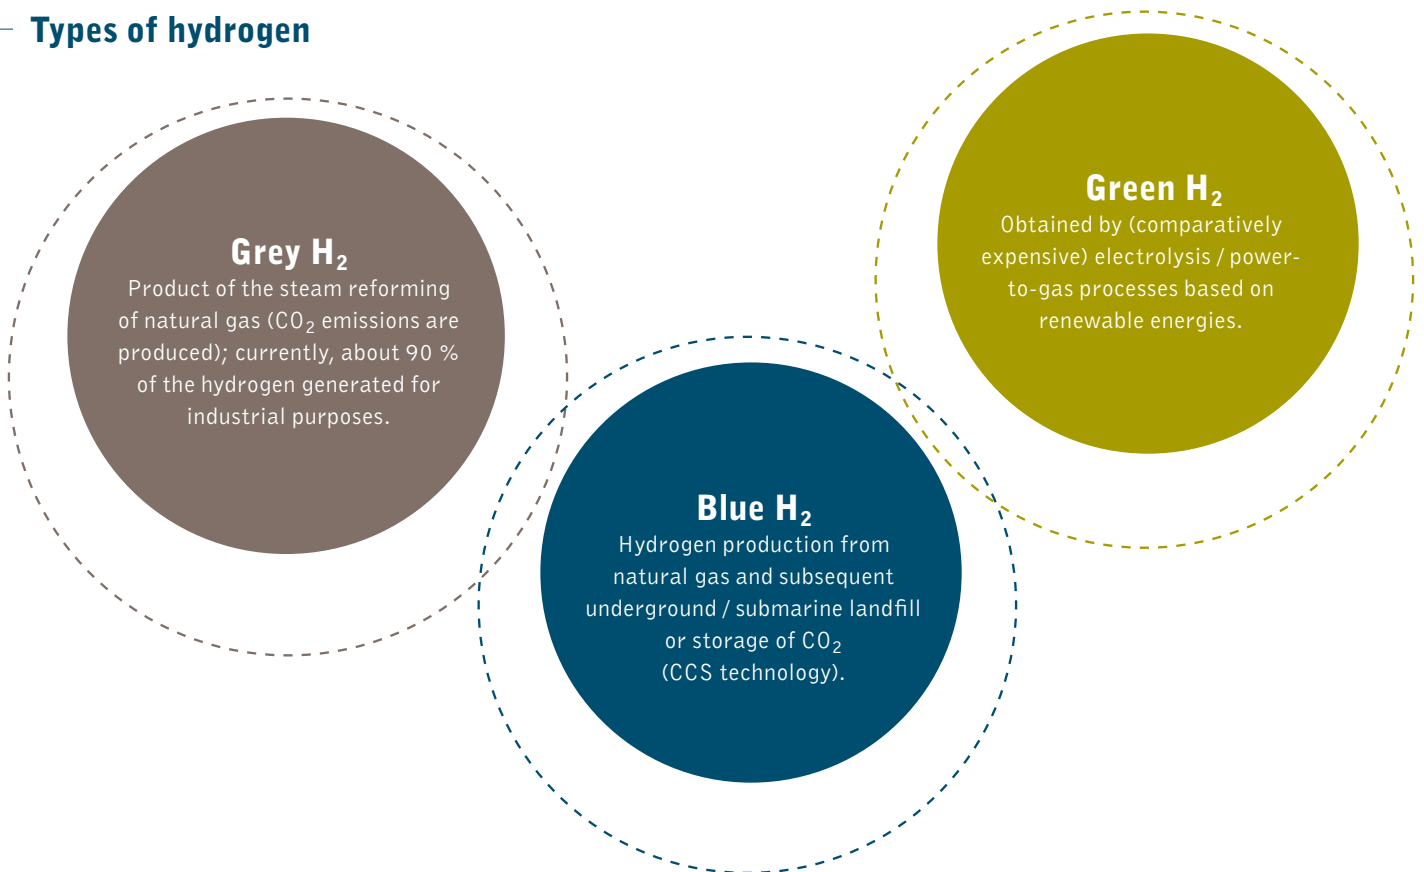 Types of hydrogen
Grey H₂
Product of the steam reforming
of natural gas (CO₂ emissions are
produced); currently, about 90 %
of the hydrogen generated for
industrial purposes.
Blue H₂
Hydrogen production from
natural gas and subsequent
underground / submarine landfill
or storage of CO₂
(CCS technology).
Green H₂
Obtained by (comparatively
expensive) electrolysis / power-
to-gas processes based on
renewable energies.